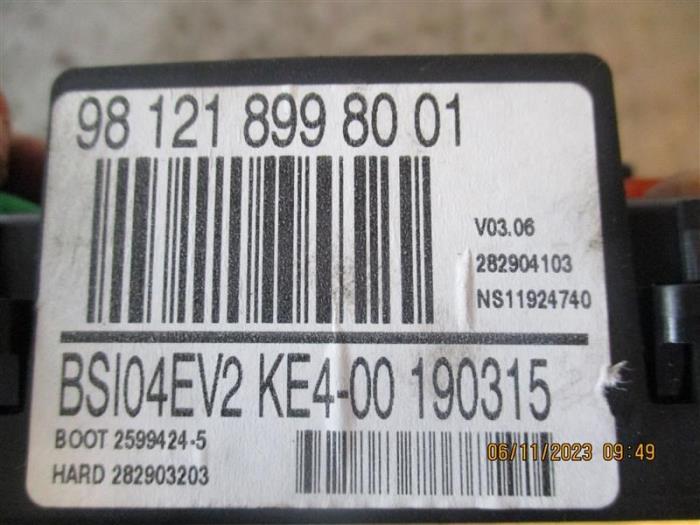 98 121 899 80 01
V03.06
282904103
NS11924740
BSI04EV2 KE4-00 190315
BOOT 2599424-5
HARD 282903203
06/11/2023 09:49